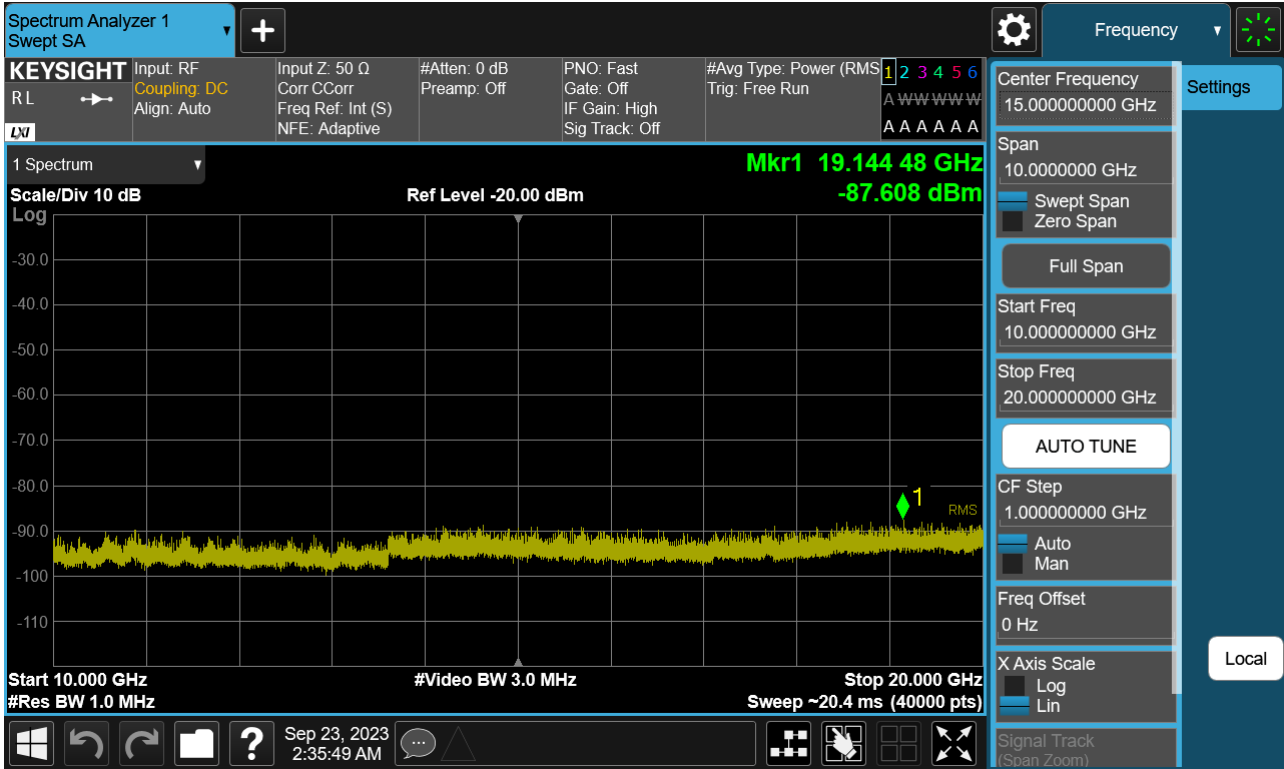 Spectrum Analyzer 1
Swept SA
+
Frequency
KEYSIGHT
R L
LXI
Input: RF
Coupling: DC
Align: Auto
Input Z: 50 Ω
Corr CCorr
Freq Ref: Int (S)
NFE: Adaptive
#Atten: 0 dB
Preamp: Off
PNO: Fast
Gate: Off
IF Gain: High
Sig Track: Off
#Avg Type: Power (RMS
Trig: Free Run
1 2 3 4 5 6
A W W W W W
A A A A A A
1 Spectrum
Scale/Div 10 dB
Log
Ref Level -20.00 dBm
Mkr1 19.144 48 GHz
-87.608 dBm
-30.0
-40.0
-50.0
-60.0
-70.0
-80.0
-90.0
-100
-110
1
RMS
Start 10.000 GHz
#Res BW 1.0 MHz
#Video BW 3.0 MHz
Stop 20.000 GHz
Sweep ~20.4 ms (40000 pts)
Center Frequency
15.000000000 GHz
Settings
Span
10.0000000 GHz
Swept Span
Zero Span
Full Span
Start Freq
10.000000000 GHz
Stop Freq
20.000000000 GHz
AUTO TUNE
CF Step
1.000000000 GHz
Auto
Man
Freq Offset
0 Hz
X Axis Scale
Log
Lin
Signal Track
(Span Zoom)
Local
?
Sep 23, 2023
2:35:49 AM